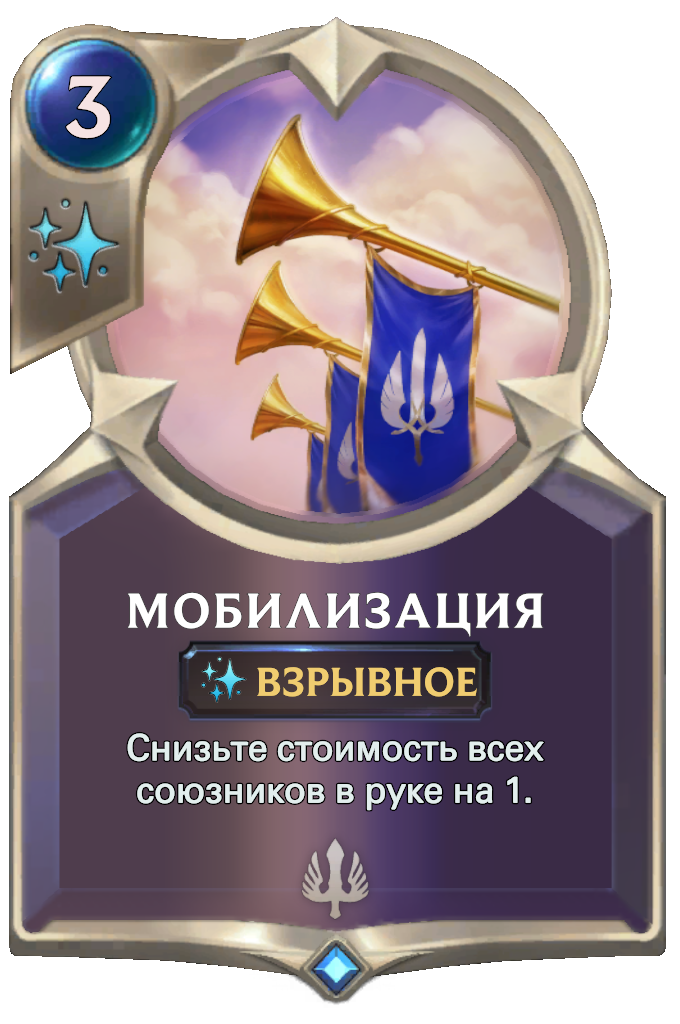 3
МОБИЛИЗАЦИЯ
ВЗРЫВНОЕ
Снизьте стоимость всех
союзников в руке на 1.